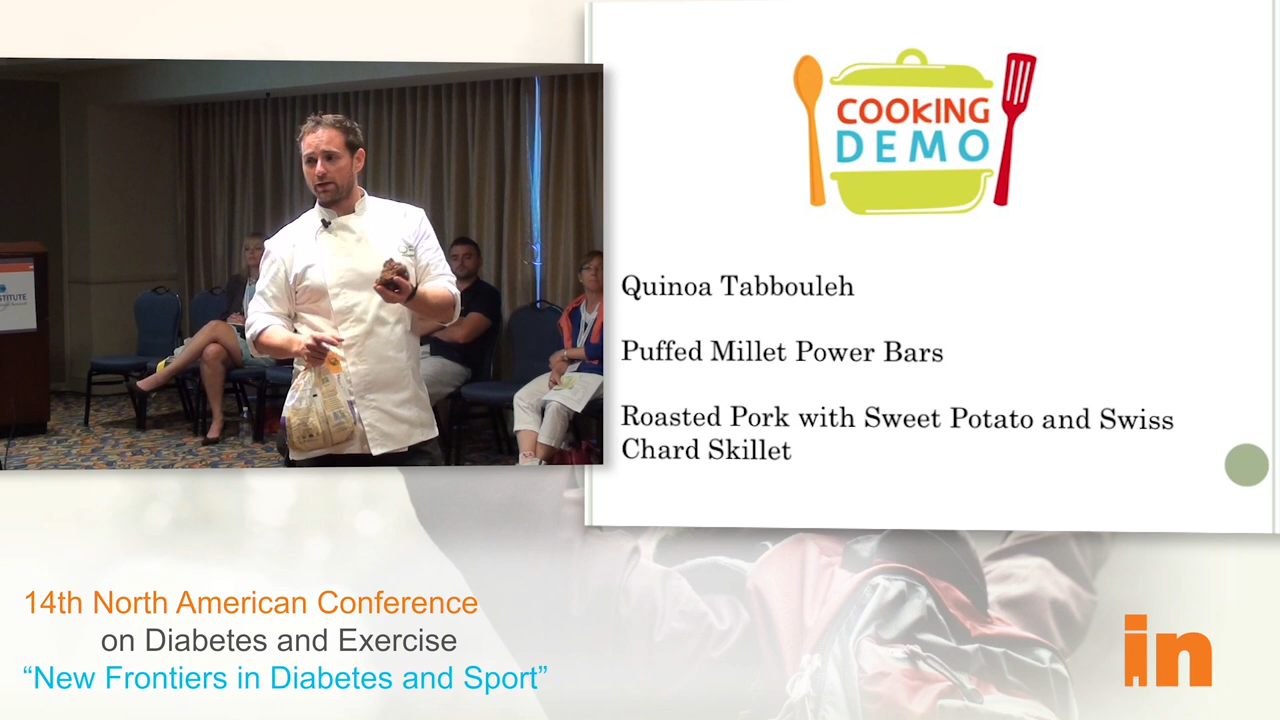 COOKING
DEMO
Quinoa Tabbouleh
Puffed Millet Power Bars
Roasted Pork with Sweet Potato and Swiss
Chard Skillet
STITUTE
14th North American Conference
on Diabetes and Exercise
“New Frontiers in Diabetes and Sport”
in